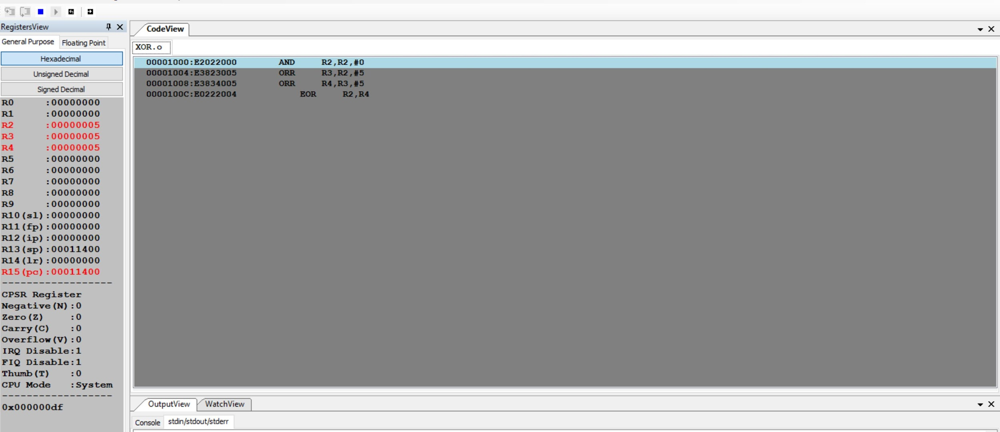 RegistersView
General Purpose
Floating Point
Hexadecimal
Unsigned Decimal
Signed Decimal
R0 :00000000
R1 :00000000
R2 :00000005
R3 :00000005
R4 :00000005
R5 :00000000
R6 :00000000
R7 :00000000
R8 :00000000
R9 :00000000
R10(sl):00000000
R11(fp):00000000
R12(ip):00000000
R13(sp):00011400
R14(lr):00000000
R15(pc):00011400
-------------------
CPSR Register
Negative(N):0
Zero(Z) :0
Carry(C) :0
Overflow(V):0
IRQ Disable:1
FIQ Disable:1
Thumb(T) :0
CPU Mode :System
-------------------
0x000000df
CodeView
XOR.o
00001000:E2022000 AND R2,R2,#0
00001004:E3823005 ORR R3,R2,#5
00001008:E3834005 ORR R4,R3,#5
0000100C:E0222004 EOR R2,R4
OutputView
WatchView
Console
stdin/stdout/stderr